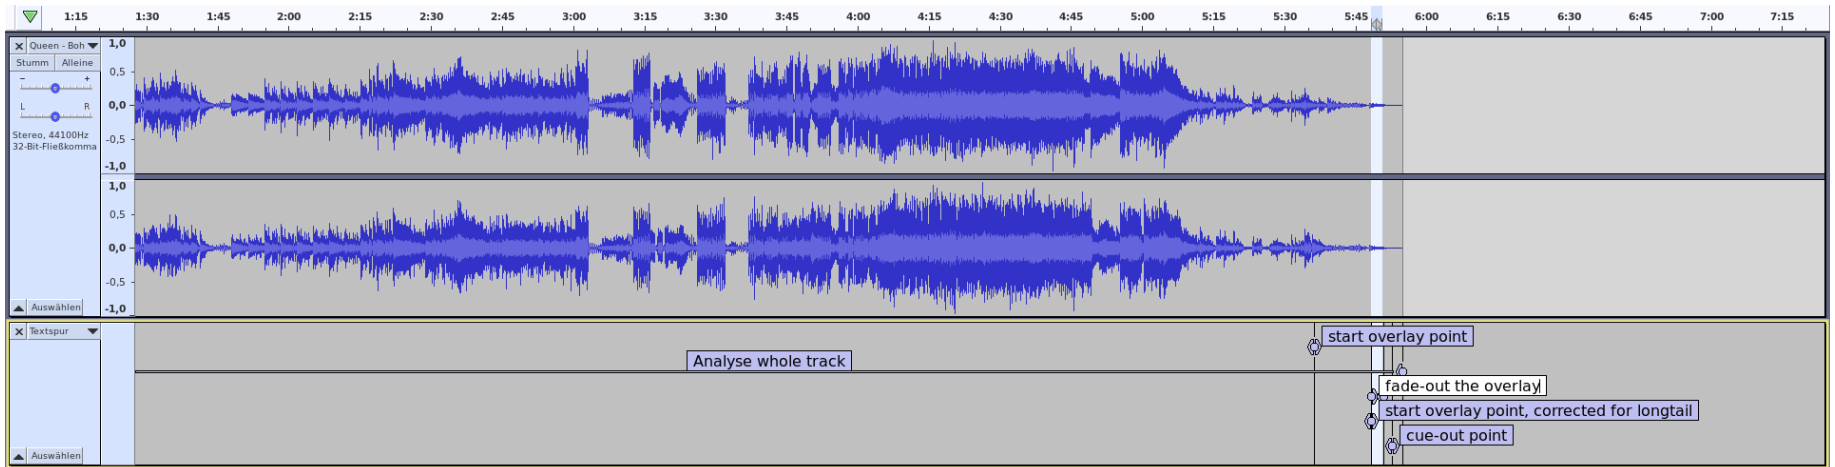 1:15 1:30 1:45 2:00 2:15 2:30 2:45 3:00 3:15 3:30 3:45 4:00 4:15 4:30 4:45 5:00 5:15 5:30 5:45 6:00 6:15 6:30 6:45 7:00 7:15
Queen - Boh
Stumm Alleine
- +
L R
Stereo, 44100Hz
32-Bit-Fließkomma
Auswählen
1,0
0,5
0,0
-0,5
-1,0
1,0
0,5
0,0
-0,5
-1,0
Textspur
Auswählen
start overlay point
Analyse whole track
fade-out the overlay
start overlay point, corrected for longtail
cue-out point